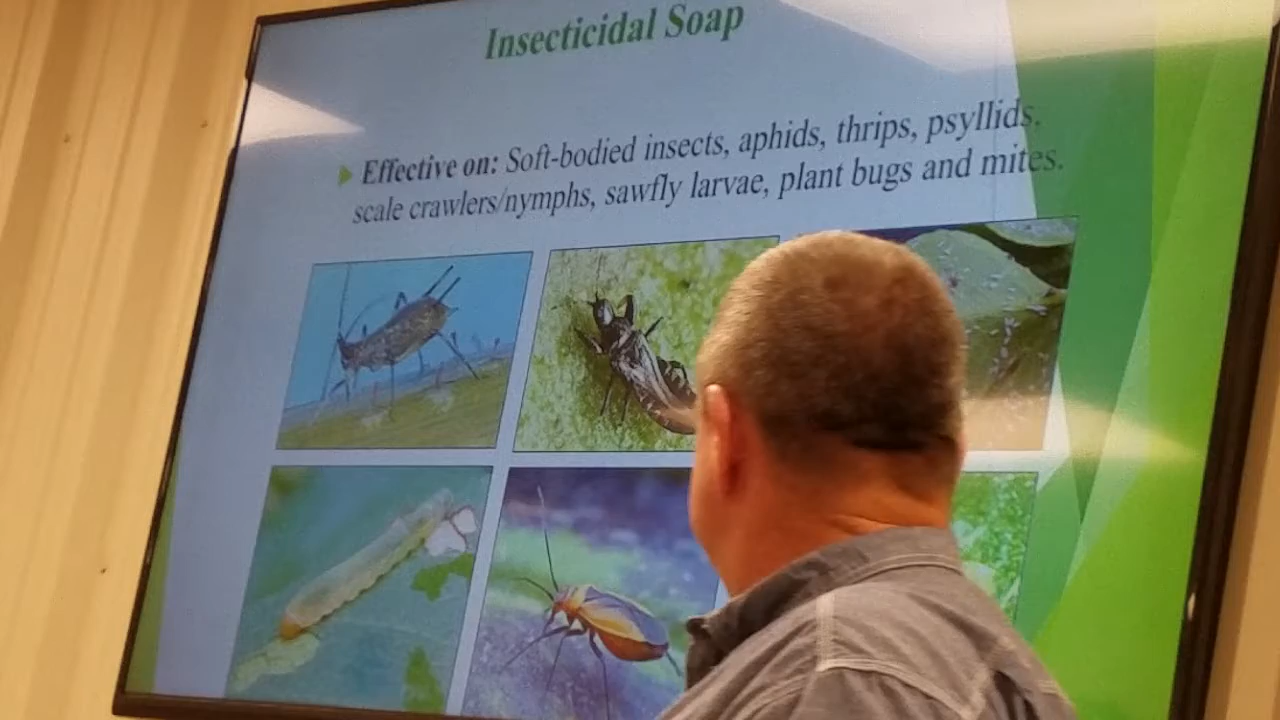 Insecticidal Soap
Effective on: Soft-bodied insects, aphids, thrips, psyllids.
scale crawlers/nymphs, sawfly larvae, plant bugs and mites.